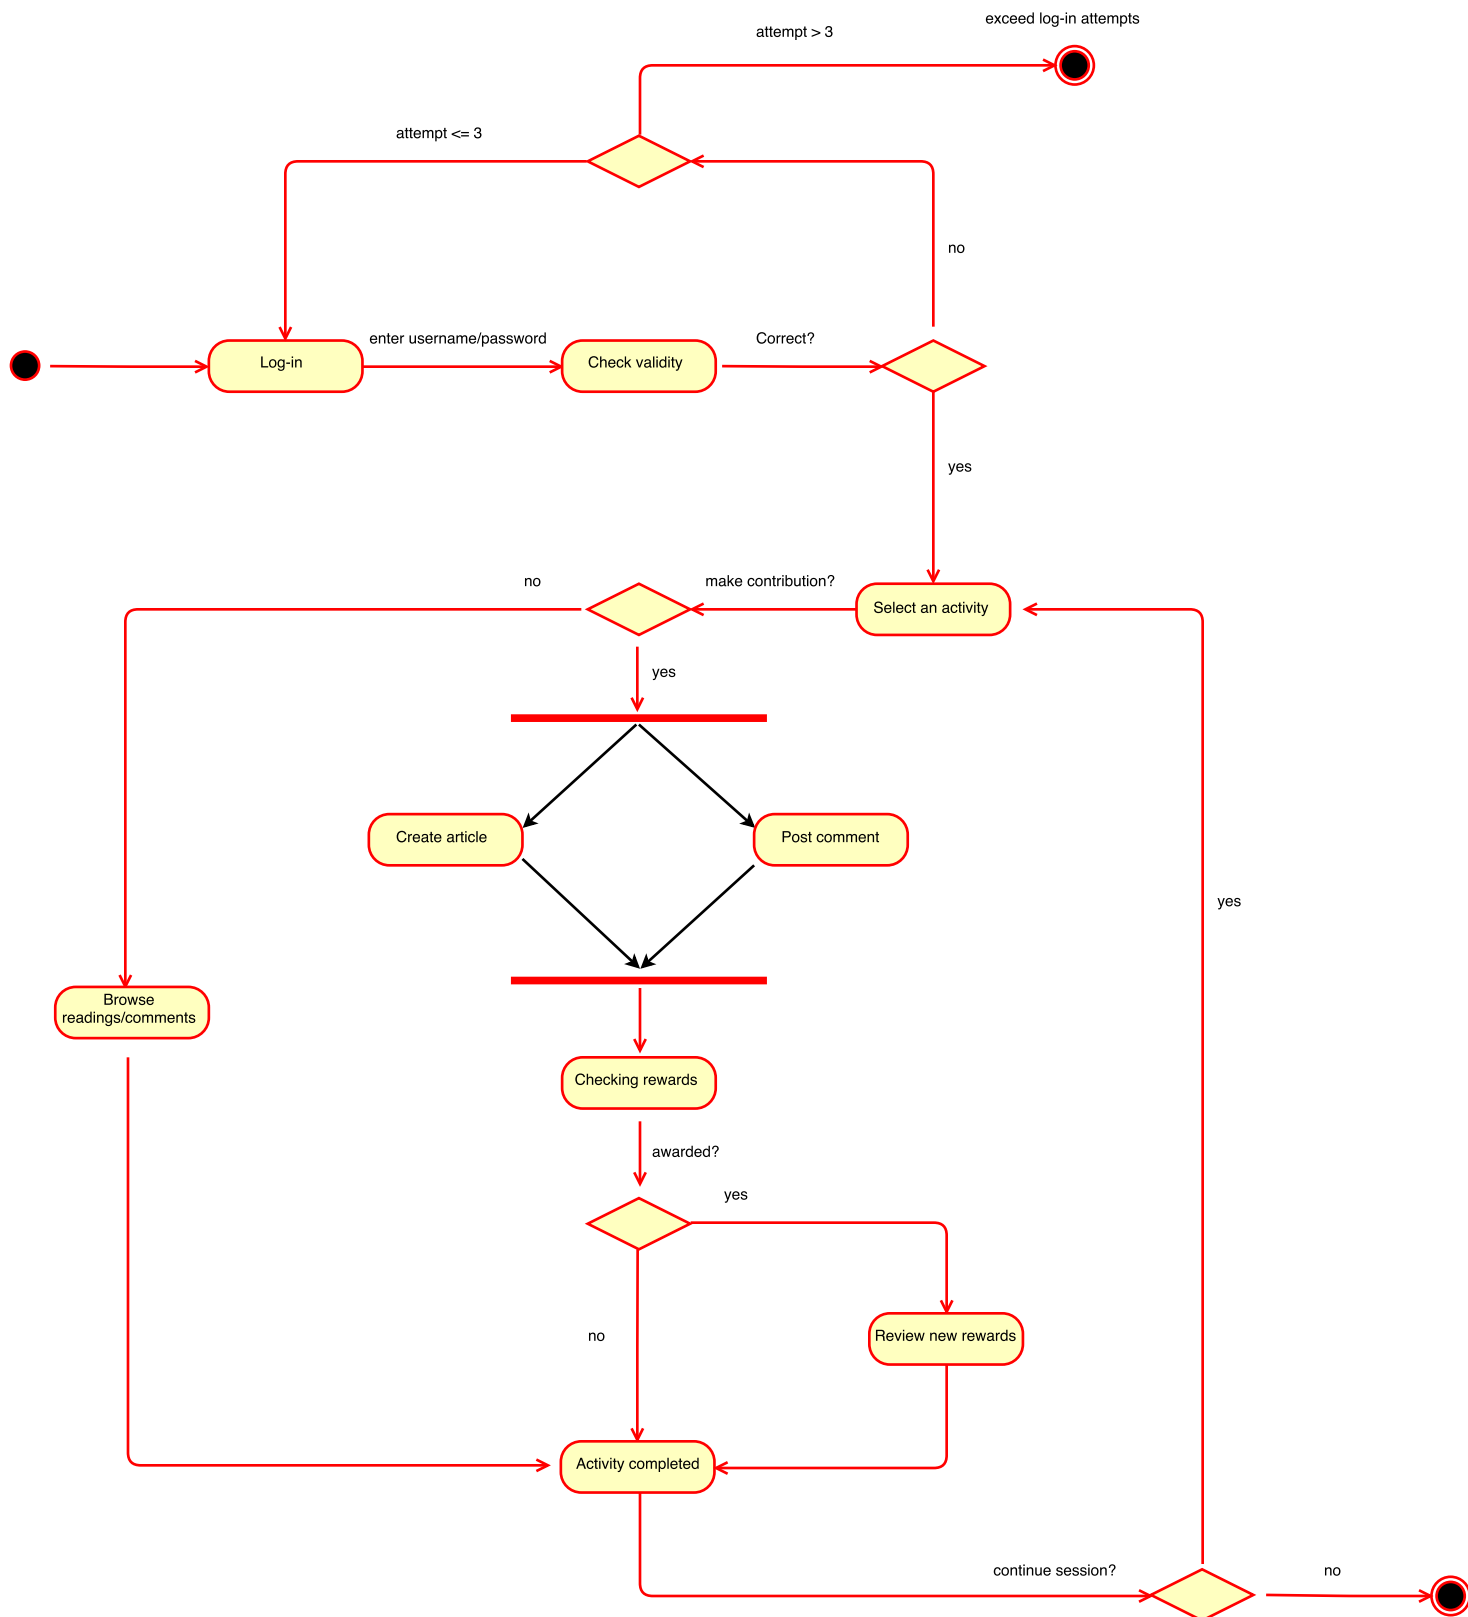 exceed log-in attempts
attempt > 3
attempt <= 3
no
enter username/password
Correct?
Log-in
Check validity
yes
no
make contribution?
Select an activity
yes
Create article
Post comment
yes
Browse
readings/comments
Checking rewards
awarded?
yes
no
Review new rewards
Activity completed
continue session?
no